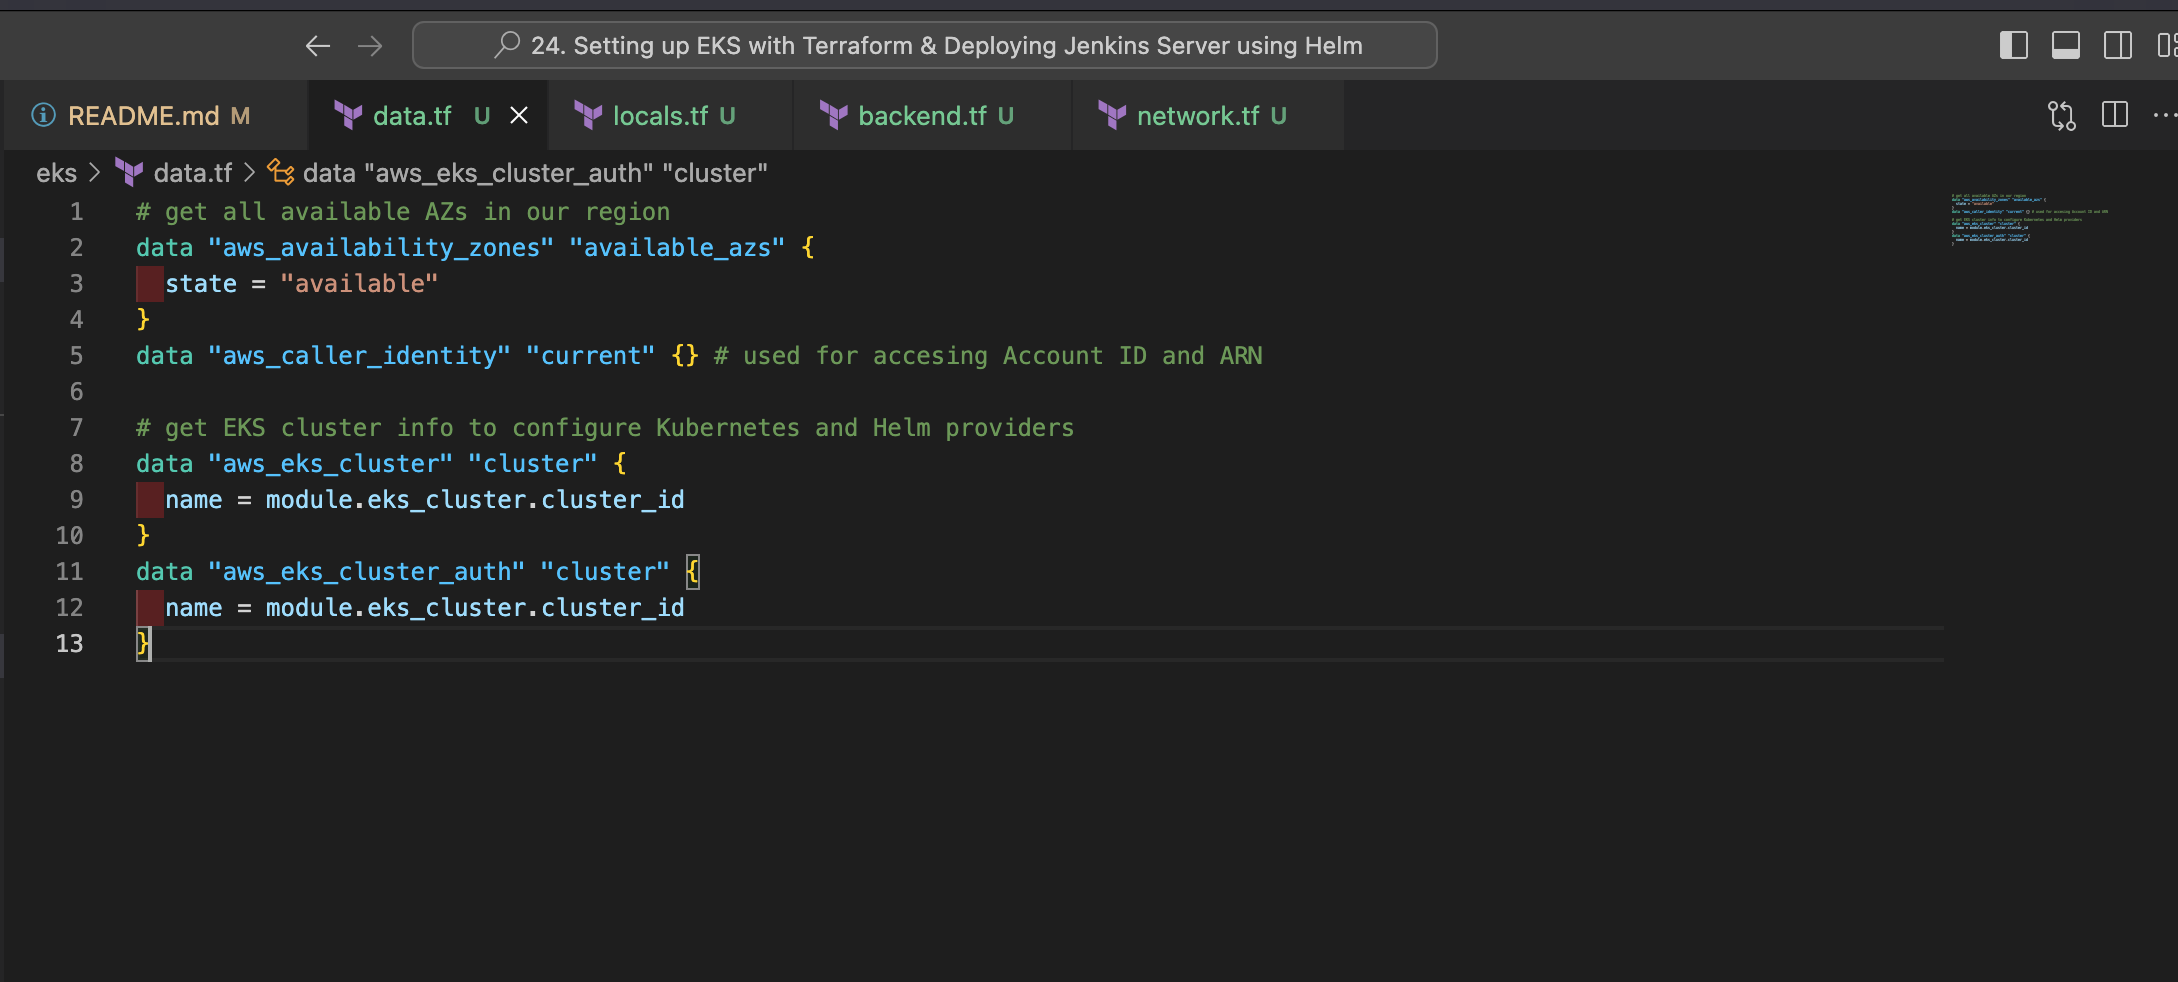 24. Setting up EKS with Terraform & Deploying Jenkins Server using Helm
README.md M data.tf U locals.tf U backend.tf U network.tf U
eks > data.tf > data "aws_eks_cluster_auth" "cluster"
1 # get all available AZs in our region
2 data "aws_availability_zones" "available_azs" {
3 state = "available"
4 }
5 data "aws_caller_identity" "current" {} # used for accesing Account ID and ARN
6
7 # get EKS cluster info to configure Kubernetes and Helm providers
8 data "aws_eks_cluster" "cluster" {
9 name = module.eks_cluster.cluster_id
10 }
11 data "aws_eks_cluster_auth" "cluster" {
12 name = module.eks_cluster.cluster_id
13 }